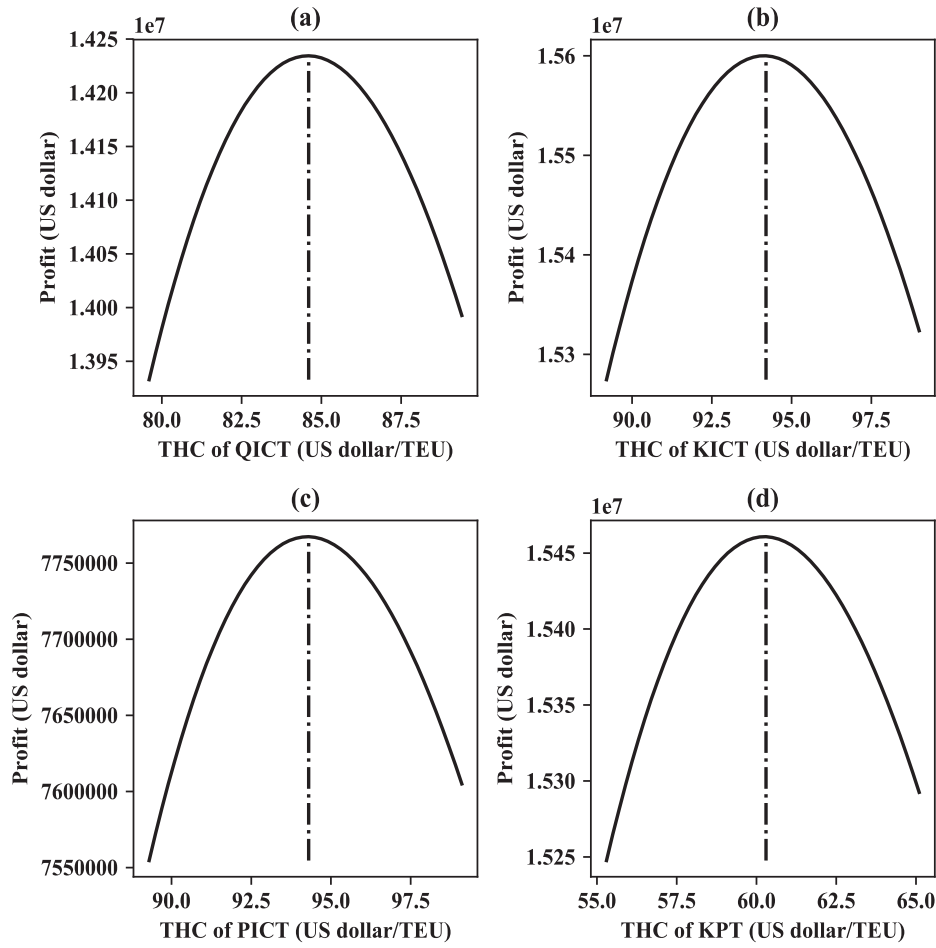 (a)
1e7
1.425
1.420
1.415
1.410
1.405
1.400
1.395
Profit (US dollar)
80.0 82.5 85.0 87.5
THC of QICT (US dollar/TEU)
(b)
1e7
1.56
1.55
1.54
1.53
Profit (US dollar)
90.0 92.5 95.0 97.5
THC of KICT (US dollar/TEU)
(c)
7750000
7700000
7650000
7600000
7550000
Profit (US dollar)
90.0 92.5 95.0 97.5
THC of PICT (US dollar/TEU)
(d)
1e7
1.545
1.540
1.535
1.530
1.525
Profit (US dollar)
55.0 57.5 60.0 62.5 65.0
THC of KPT (US dollar/TEU)